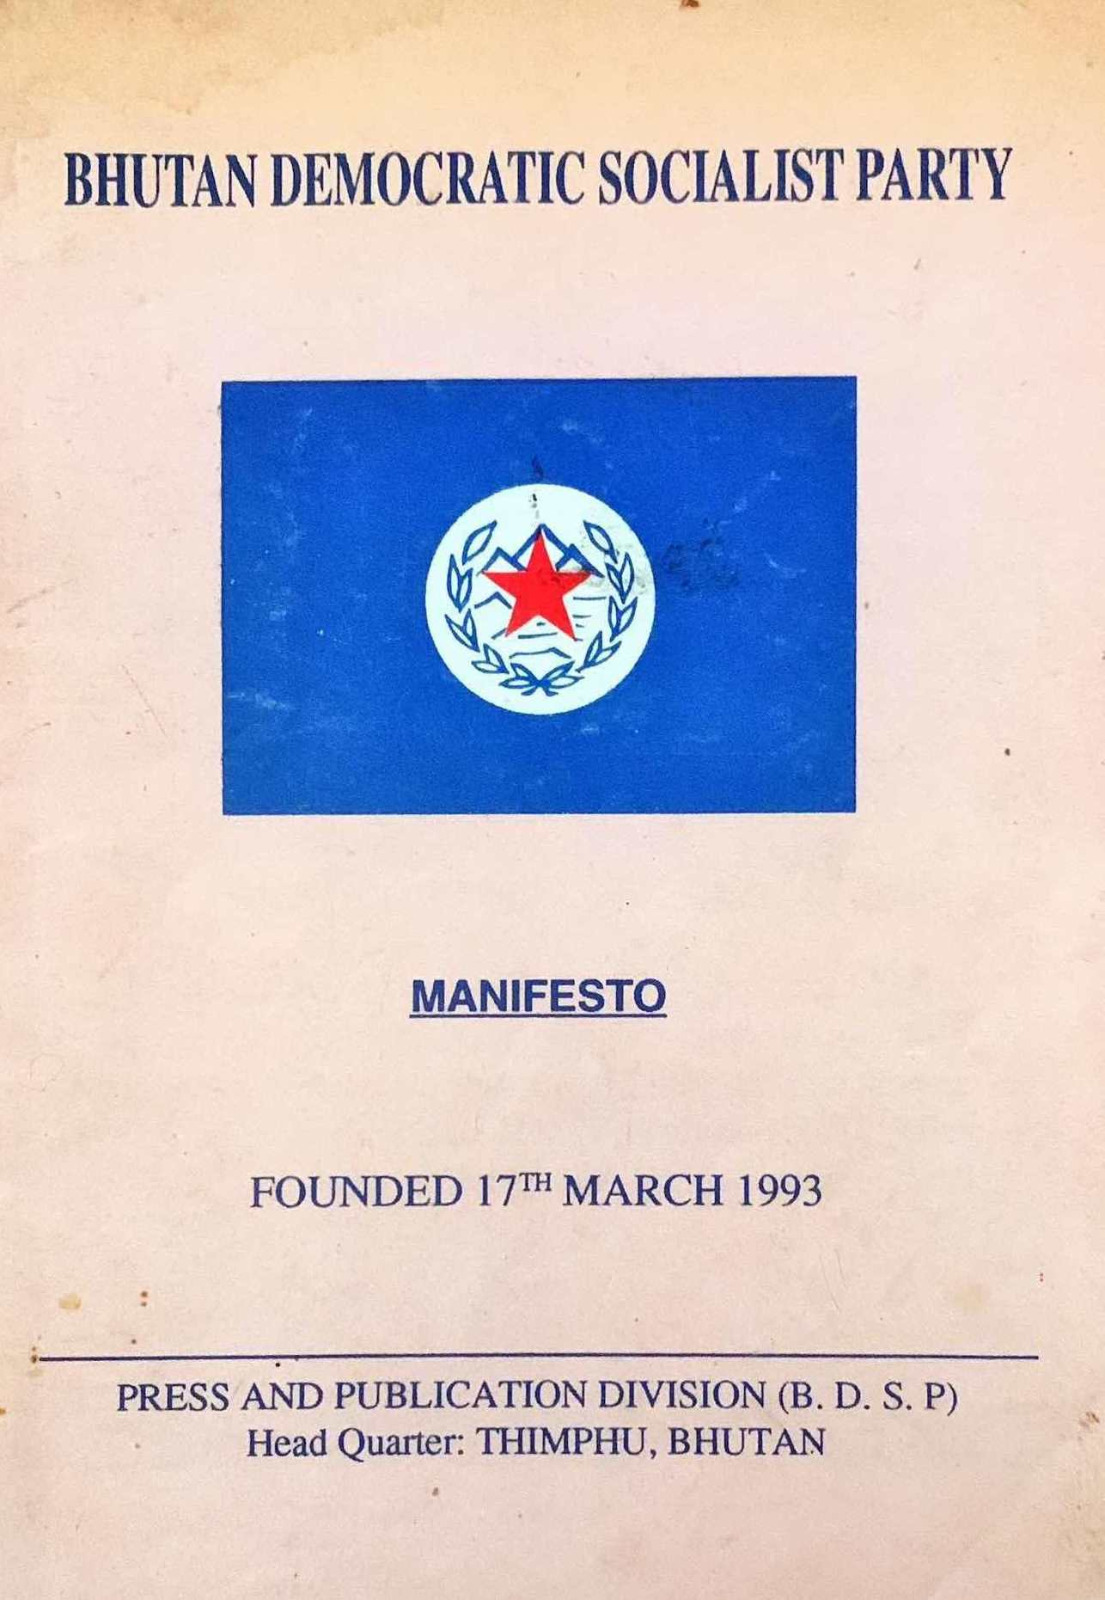 BHUTAN DEMOCRATIC SOCIALIST PARTY
MANIFESTO
FOUNDED 17TH MARCH 1993
PRESS AND PUBLICATION DIVISION (B. D. S. P)
Head Quarter: THIMPHU, BHUTAN